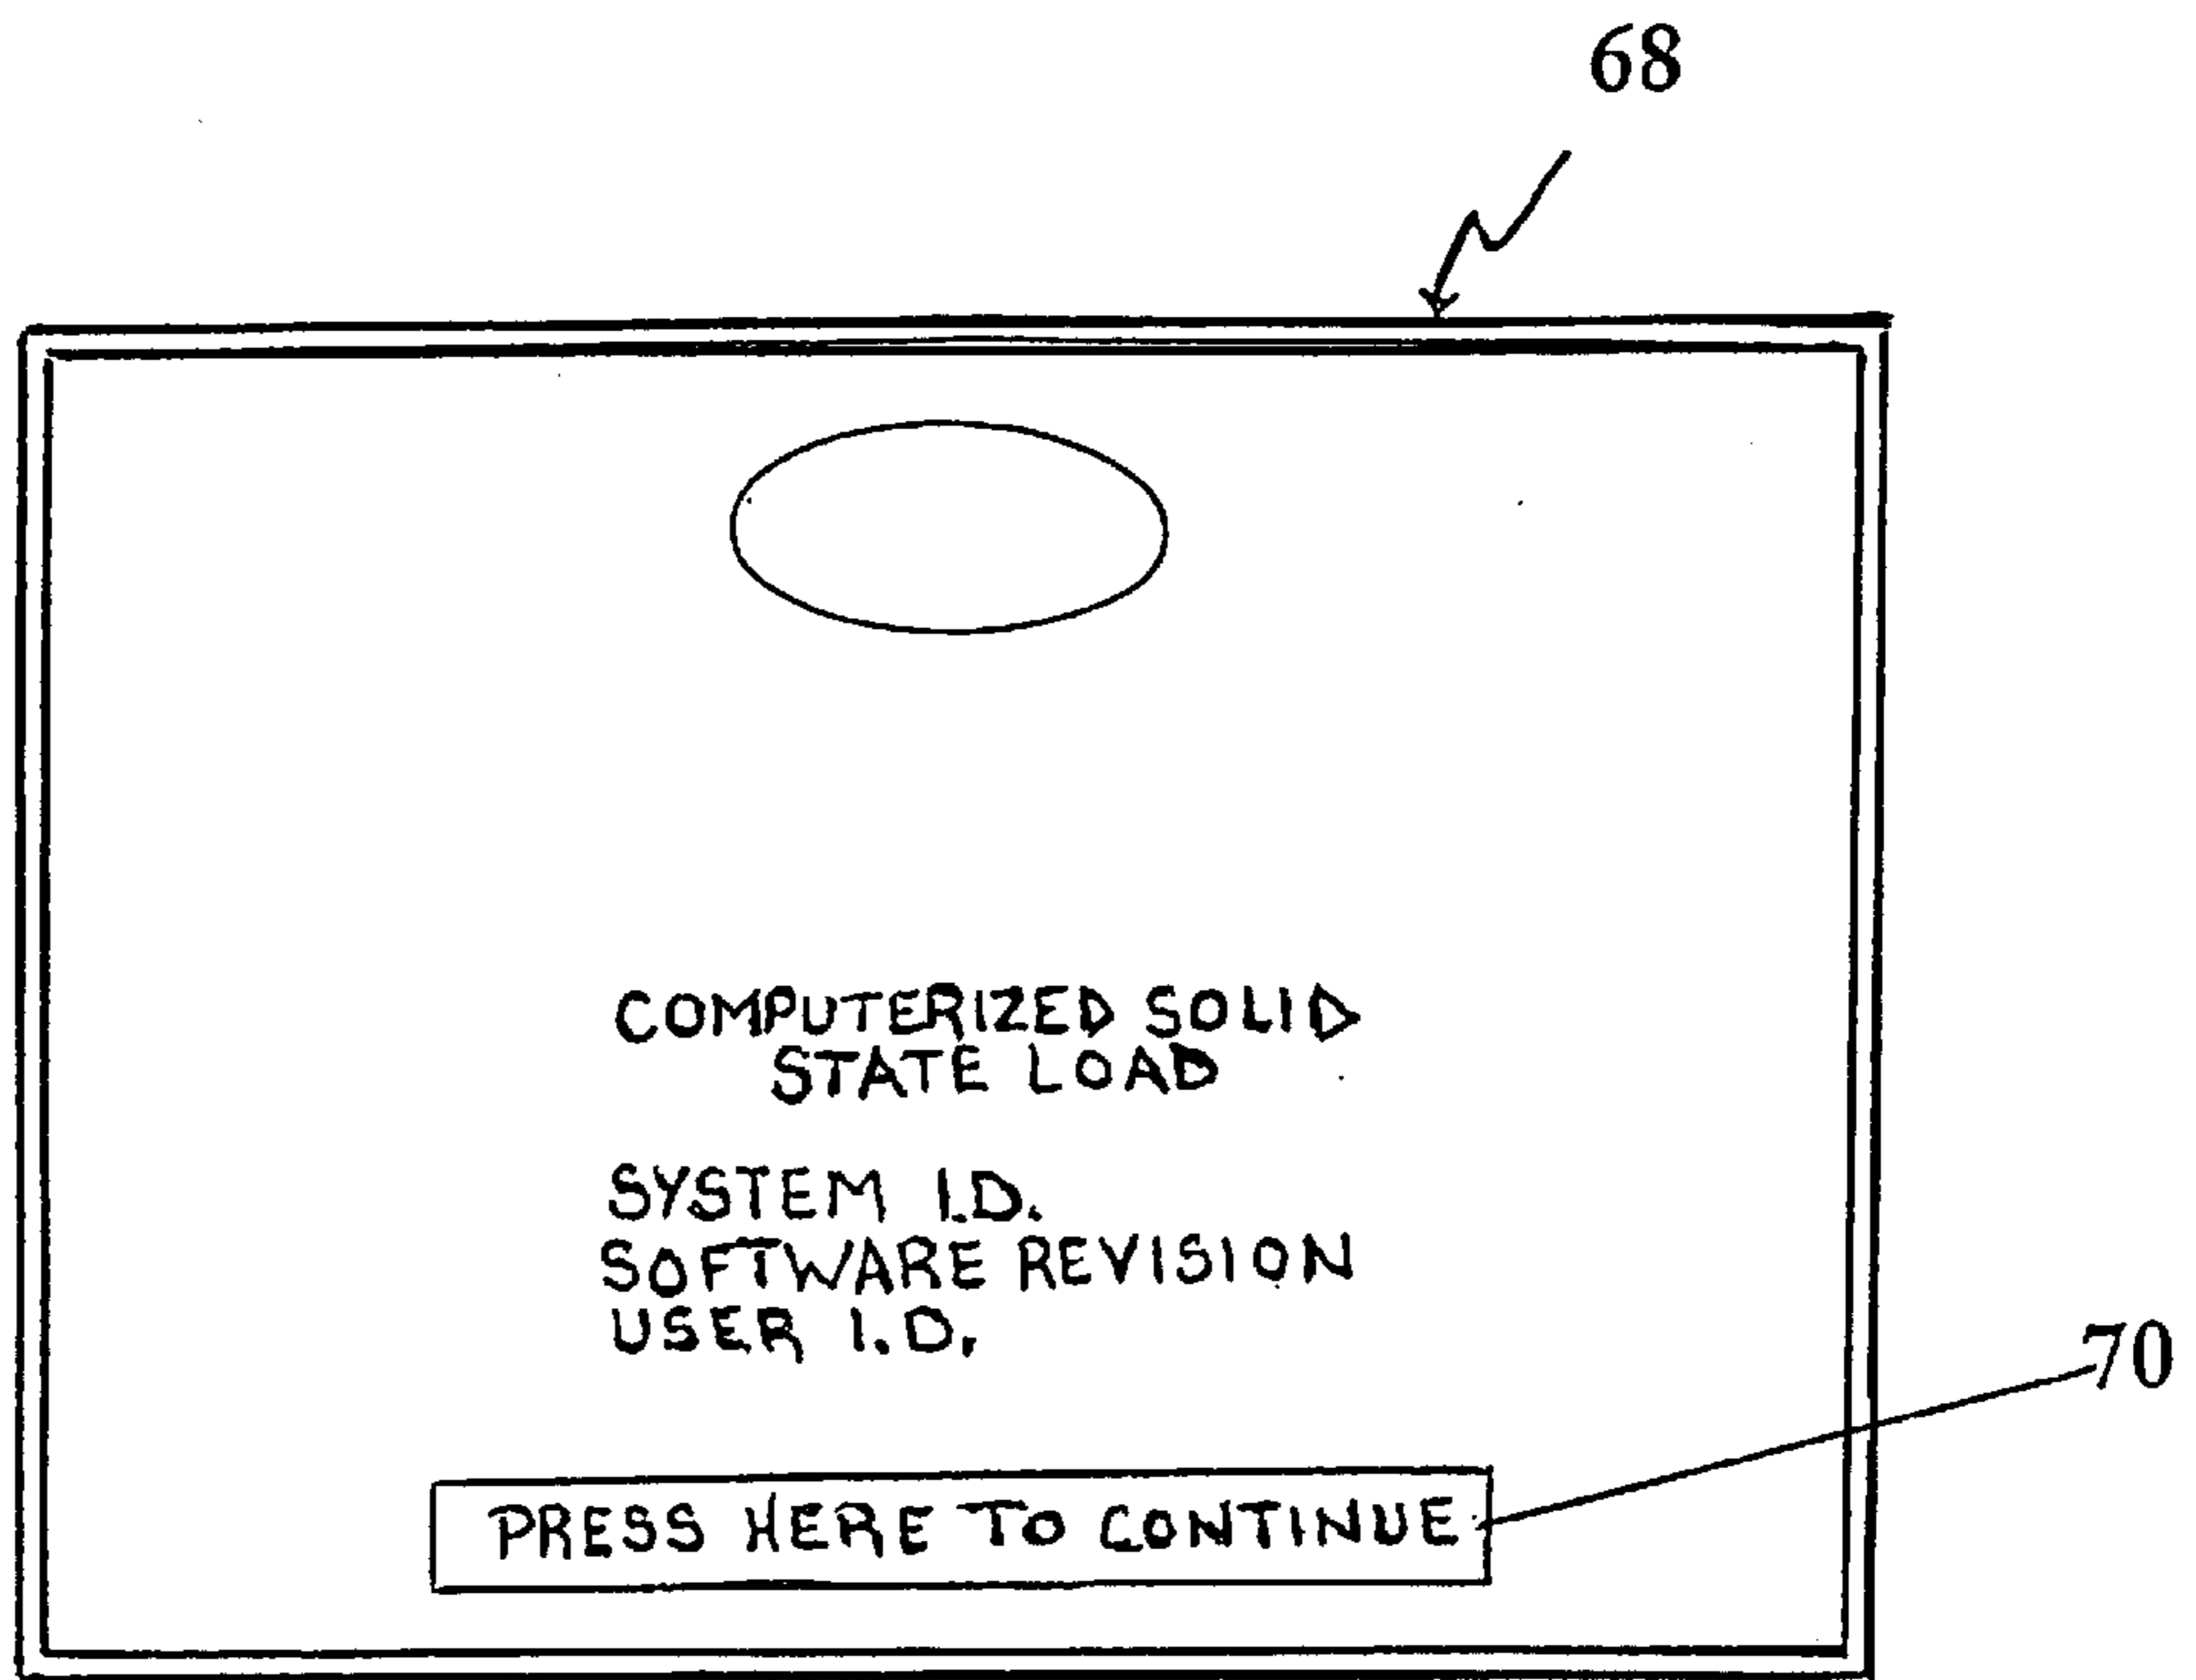 68
COMPUTERIZED SOLID
STATE LOAD
SYSTEM I.D.
SOFTWARE REVISION
USER I.D.
70
PRESS HERE TO CONTINUE